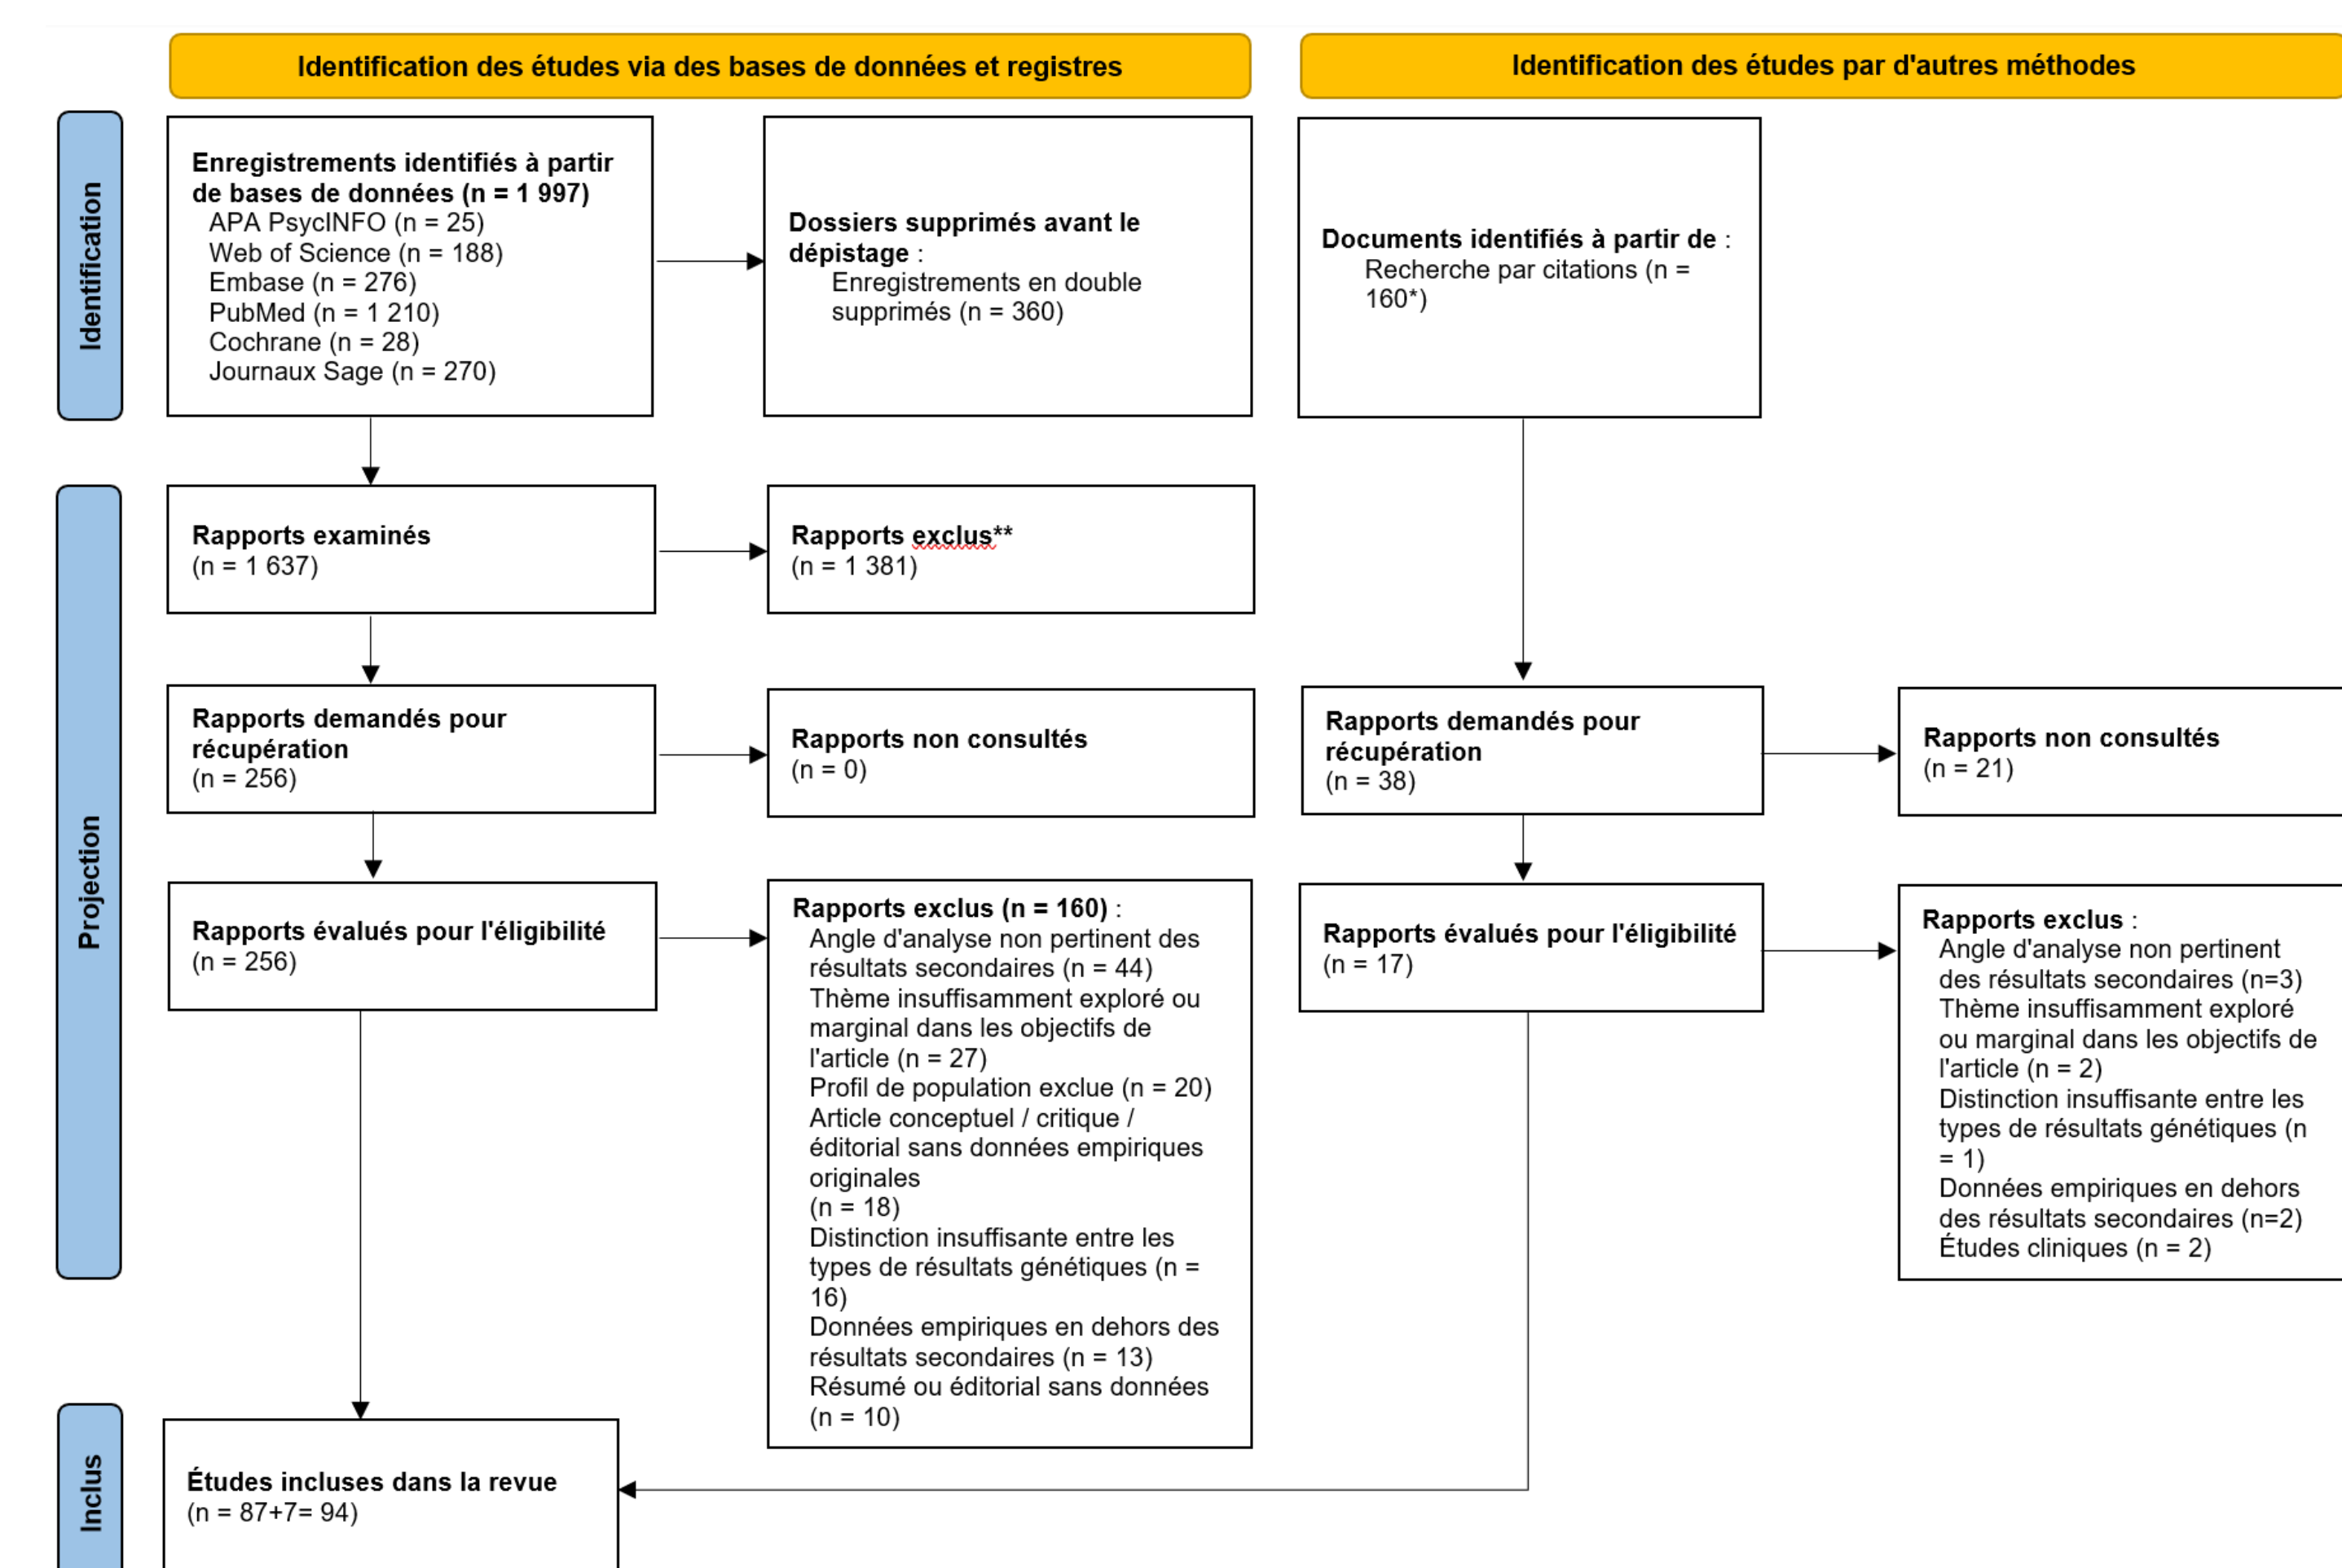 Identification des études via des bases de données et registres
Identification des études par d'autres méthodes
Identification
Enregistrements identifiés à partir
de bases de données (n = 1 997)
APA PsycINFO (n = 25)
Web of Science (n = 188)
Embase (n = 276)
PubMed (n = 1 210)
Cochrane (n = 28)
Journaux Sage (n = 270)
Dossiers supprimés avant le
dépistage :
Enregistrements en double
supprimés (n = 360)
Documents identifiés à partir de :
Recherche par citations (n =
160*)
Projection
Rapports examinés
(n = 1 637)
Rapports exclus**
(n = 1 381)
Rapports demandés pour
récupération
(n = 256)
Rapports non consultés
(n = 0)
Rapports demandés pour
récupération
(n = 38)
Rapports non consultés
(n = 21)
Rapports évalués pour l'éligibilité
(n = 256)
Rapports exclus (n = 160) :
Angle d'analyse non pertinent des
résultats secondaires (n = 44)
Thème insuffisamment exploré ou
marginal dans les objectifs de
l'article (n = 27)
Profil de population exclue (n = 20)
Article conceptuel / critique /
éditorial sans données empiriques
originales
(n = 18)
Distinction insuffisante entre les
types de résultats génétiques (n =
16)
Données empiriques en dehors des
résultats secondaires (n = 13)
Résumé ou éditorial sans données
(n = 10)
Rapports évalués pour l'éligibilité
(n = 17)
Rapports exclus :
Angle d'analyse non pertinent
des résultats secondaires (n=3)
Thème insuffisamment exploré
ou marginal dans les objectifs de
l'article (n = 2)
Distinction insuffisante entre les
types de résultats génétiques (n
= 1)
Données empiriques en dehors
des résultats secondaires (n=2)
Études cliniques (n = 2)
Inclus
Études incluses dans la revue
(n = 87+7= 94)